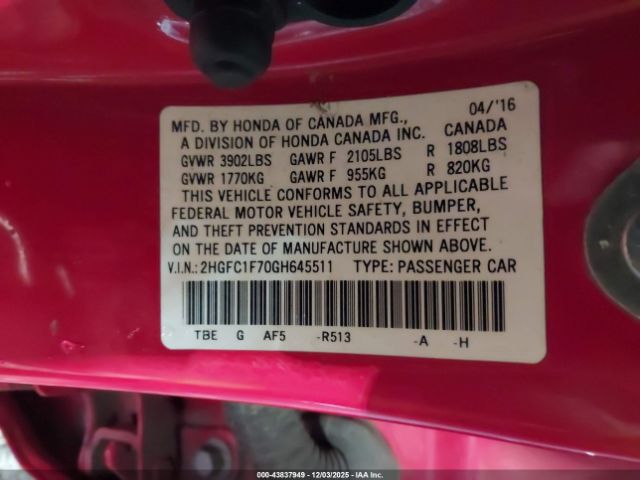 04/'16
MFD. BY HONDA OF CANADA MFG.,
A DIVISION OF HONDA CANADA INC. CANADA
GVWR 3902LBS GAWR F 2105LBS R 1808LBS
GVWR 1770KG GAWR F 955KG R 820KG
THIS VEHICLE CONFORMS TO ALL APPLICABLE
FEDERAL MOTOR VEHICLE SAFETY, BUMPER,
AND THEFT PREVENTION STANDARDS IN EFFECT
ON THE DATE OF MANUFACTURE SHOWN ABOVE.
V.I.N.: 2HGFC1F70GH645511 TYPE: PASSENGER CAR
TBE G AF5 -R513 -A -H
000-43837949 - 12/03/2025 - IAA Inc.